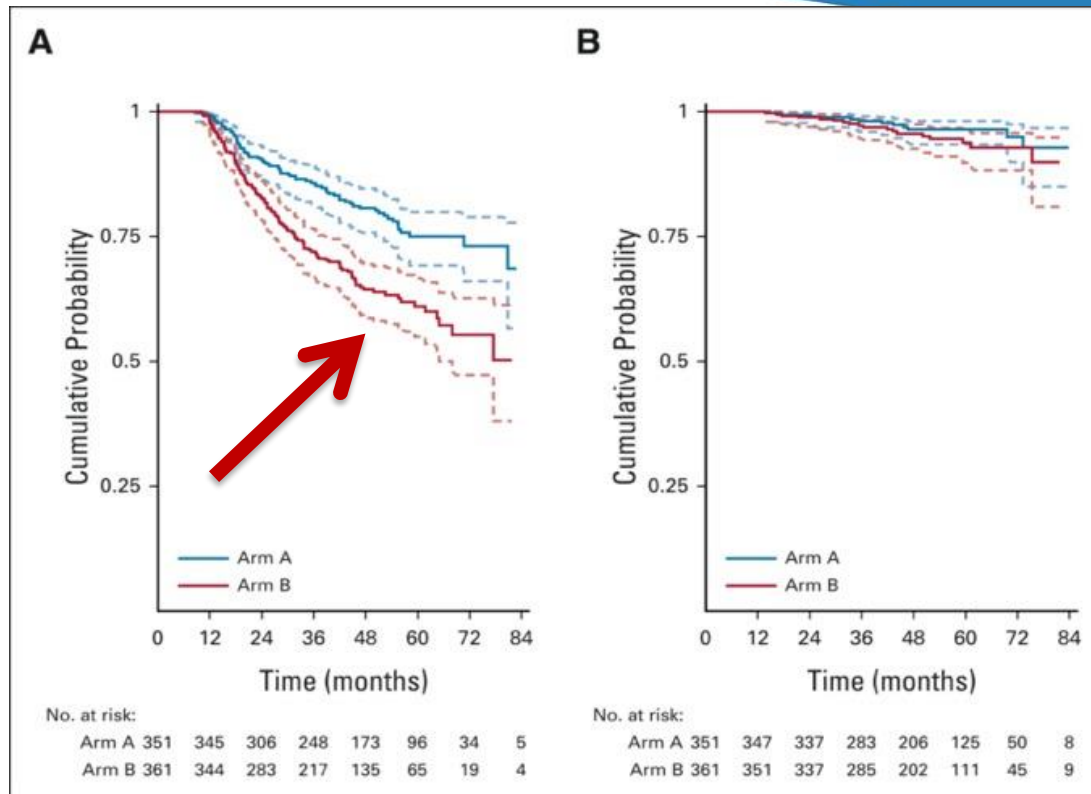 A
Cumulative Probability
1
0.75
0.5
0.25
Arm A
Arm B
0 12 24 36 48 60 72 84
Time (months)
No. at risk:
Arm A 351 345 306 248 173 96 34 5
Arm B 361 344 283 217 135 65 19 4
B
Cumulative Probability
1
0.75
0.5
0.25
Arm A
Arm B
0 12 24 36 48 60 72 84
Time (months)
No. at risk:
Arm A 351 347 337 283 206 125 50 8
Arm B 361 351 337 285 202 111 45 9